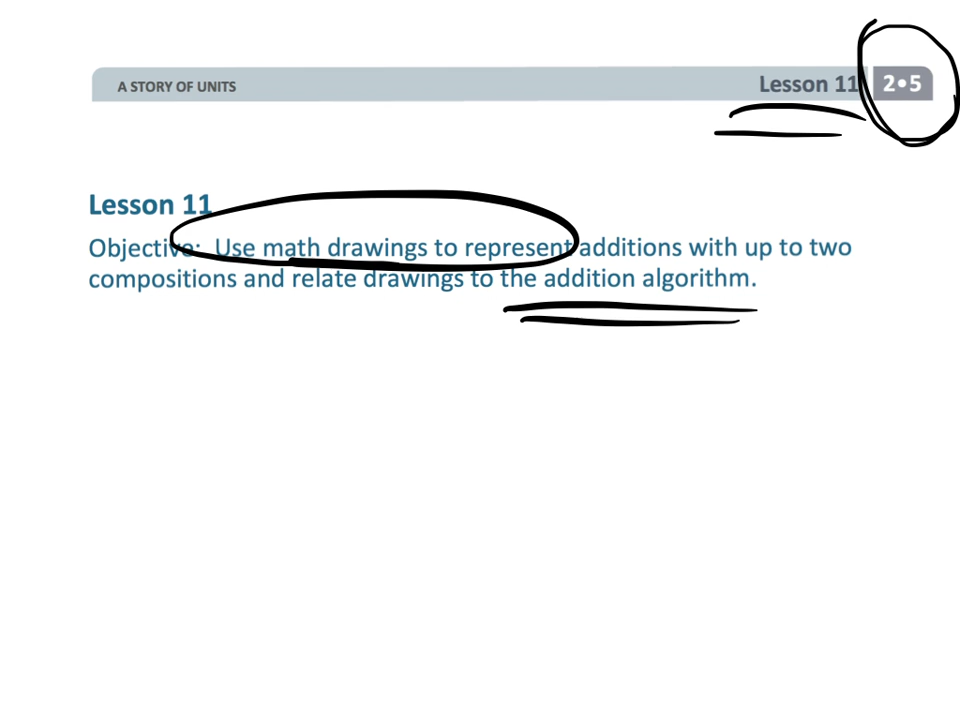 A STORY OF UNITS
Lesson 11
2•5
Lesson 11
Objective: Use math drawings to represent additions with up to two
compositions and relate drawings to the addition algorithm.